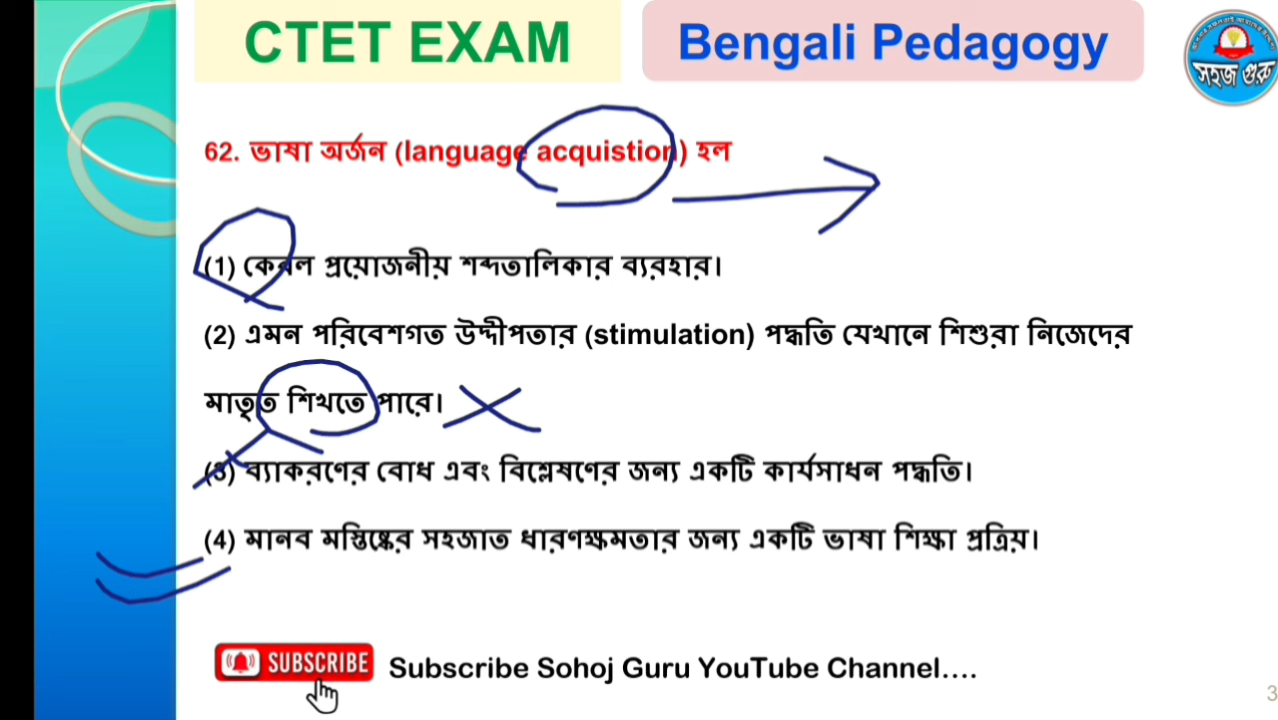 CTET EXAM
Bengali Pedagogy
সহজ গুরু
62. ভাষা অর্জন (language acquistion) হল
(1) কেবল প্রয়োজনীয় শব্দতালিকার ব্যবহার।
(2) এমন পরিবেশগত উদ্দীপতার (stimulation) পদ্ধতি যেখানে শিশুরা নিজেদের
মাতৃত শিখতে পারে।
(3) ব্যাকরণের বোধ এবং বিশ্লেষণের জন্য একটি কার্যসাধন পদ্ধতি।
(4) মানব মস্তিষ্কের সহজাত ধারণক্ষমতার জন্য একটি ভাষা শিক্ষা প্রত্রিয়।
SUBSCRIBE Subscribe Sohoj Guru YouTube Channel....
3